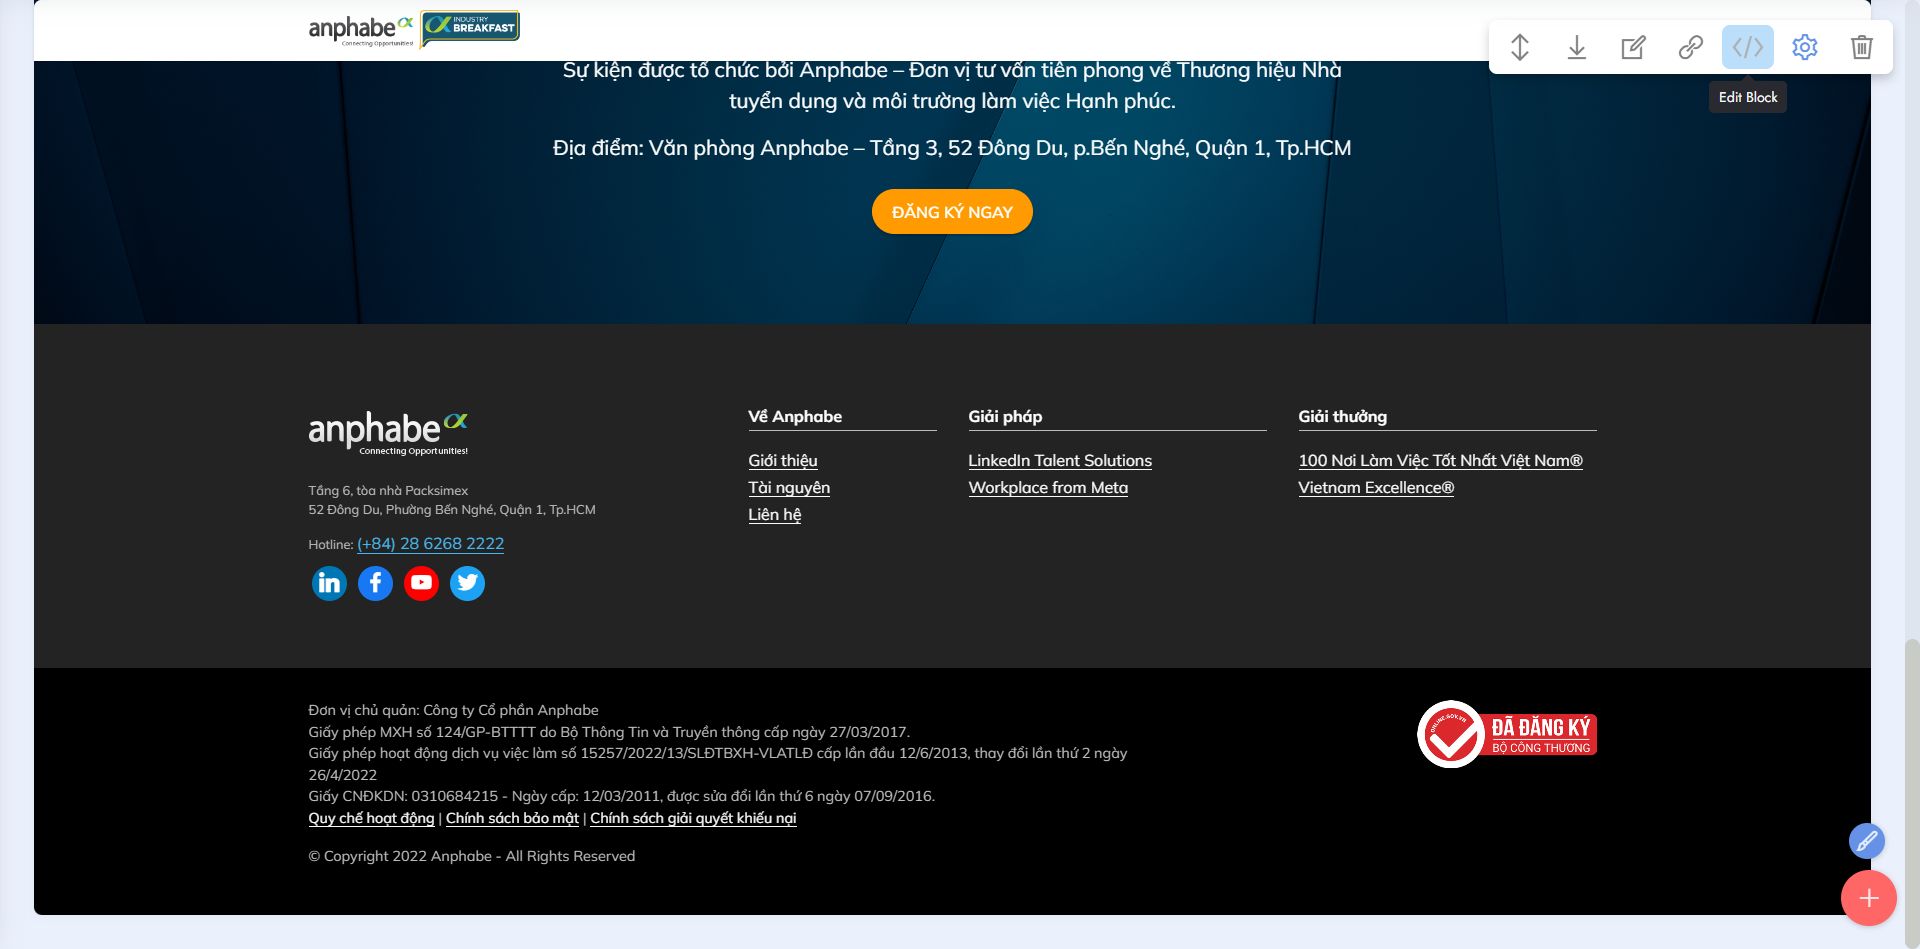 anphabe
Connecting Opportunities!
INDUSTRY
BREAKFAST
Edit Block
Sự kiện được tổ chức bởi Anphabe – Đơn vị tư vấn tiên phong về Thương hiệu Nhà
tuyển dụng và môi trường làm việc Hạnh phúc.
Địa điểm: Văn phòng Anphabe – Tầng 3, 52 Đông Du, p.Bến Nghé, Quận 1, Tp.HCM
ĐĂNG KÝ NGAY
anphabe
Connecting Opportunities!
Tầng 6, tòa nhà Packsimex
52 Đông Du, Phường Bến Nghé, Quận 1, Tp.HCM
Hotline: (+84) 28 6268 2222
Về Anphabe
Giới thiệu
Tài nguyên
Liên hệ
Giải pháp
LinkedIn Talent Solutions
Workplace from Meta
Giải thưởng
100 Nơi Làm Việc Tốt Nhất Việt Nam®
Vietnam Excellence®
Đơn vị chủ quản: Công ty Cổ phần Anphabe
Giấy phép MXH số 124/GP-BTTTT do Bộ Thông Tin và Truyền thông cấp ngày 27/03/2017.
Giấy phép hoạt động dịch vụ việc làm số 15257/2022/13/SLĐTBXH-VLATLĐ cấp lần đầu 12/6/2013, thay đổi lần thứ 2 ngày
26/4/2022
Giấy CNĐKDN: 0310684215 - Ngày cấp: 12/03/2011, được sửa đổi lần thứ 6 ngày 07/09/2016.
Quy chế hoạt động | Chính sách bảo mật | Chính sách giải quyết khiếu nại
© Copyright 2022 Anphabe - All Rights Reserved
ONLINE.GOV.VN
ĐÃ ĐĂNG KÝ
BỘ CÔNG THƯƠNG